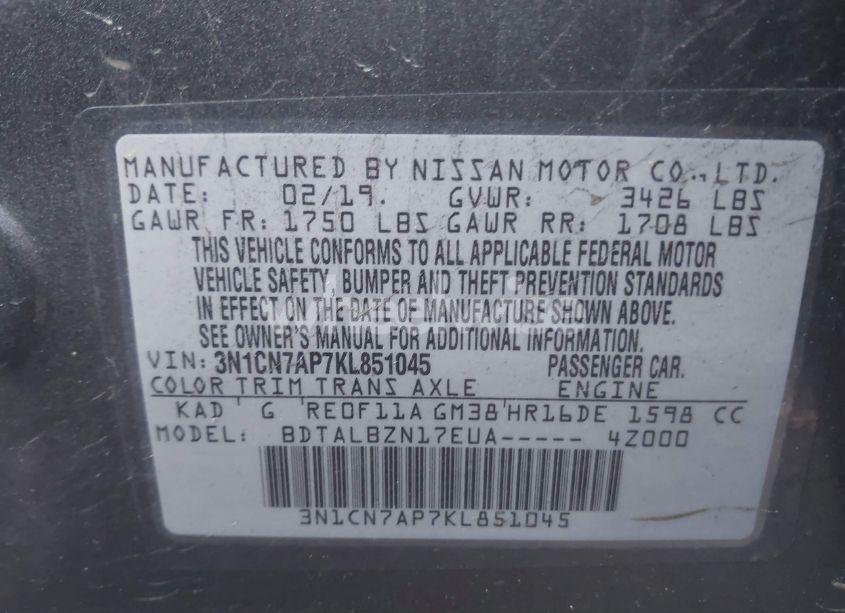 MANUFACTURED BY NISSAN MOTOR CO., LTD.
DATE: 02/19. GVWR: 3426 LBS
GAWR FR: 1750 LBS GAWR RR: 1708 LBS
THIS VEHICLE CONFORMS TO ALL APPLICABLE FEDERAL MOTOR
VEHICLE SAFETY, BUMPER AND THEFT PREVENTION STANDARDS
IN EFFECT ON THE DATE OF MANUFACTURE SHOWN ABOVE.
SEE OWNER'S MANUAL FOR ADDITIONAL INFORMATION.
VIN: 3N1CN7AP7KL851045 PASSENGER CAR.
COLOR TRIM TRANS AXLE ENGINE
KAD G RE0F11A GM38 HR16DE 1598 CC
MODEL: BDTALBZN17EUA----- 4Z000
3N1CN7AP7KL851045